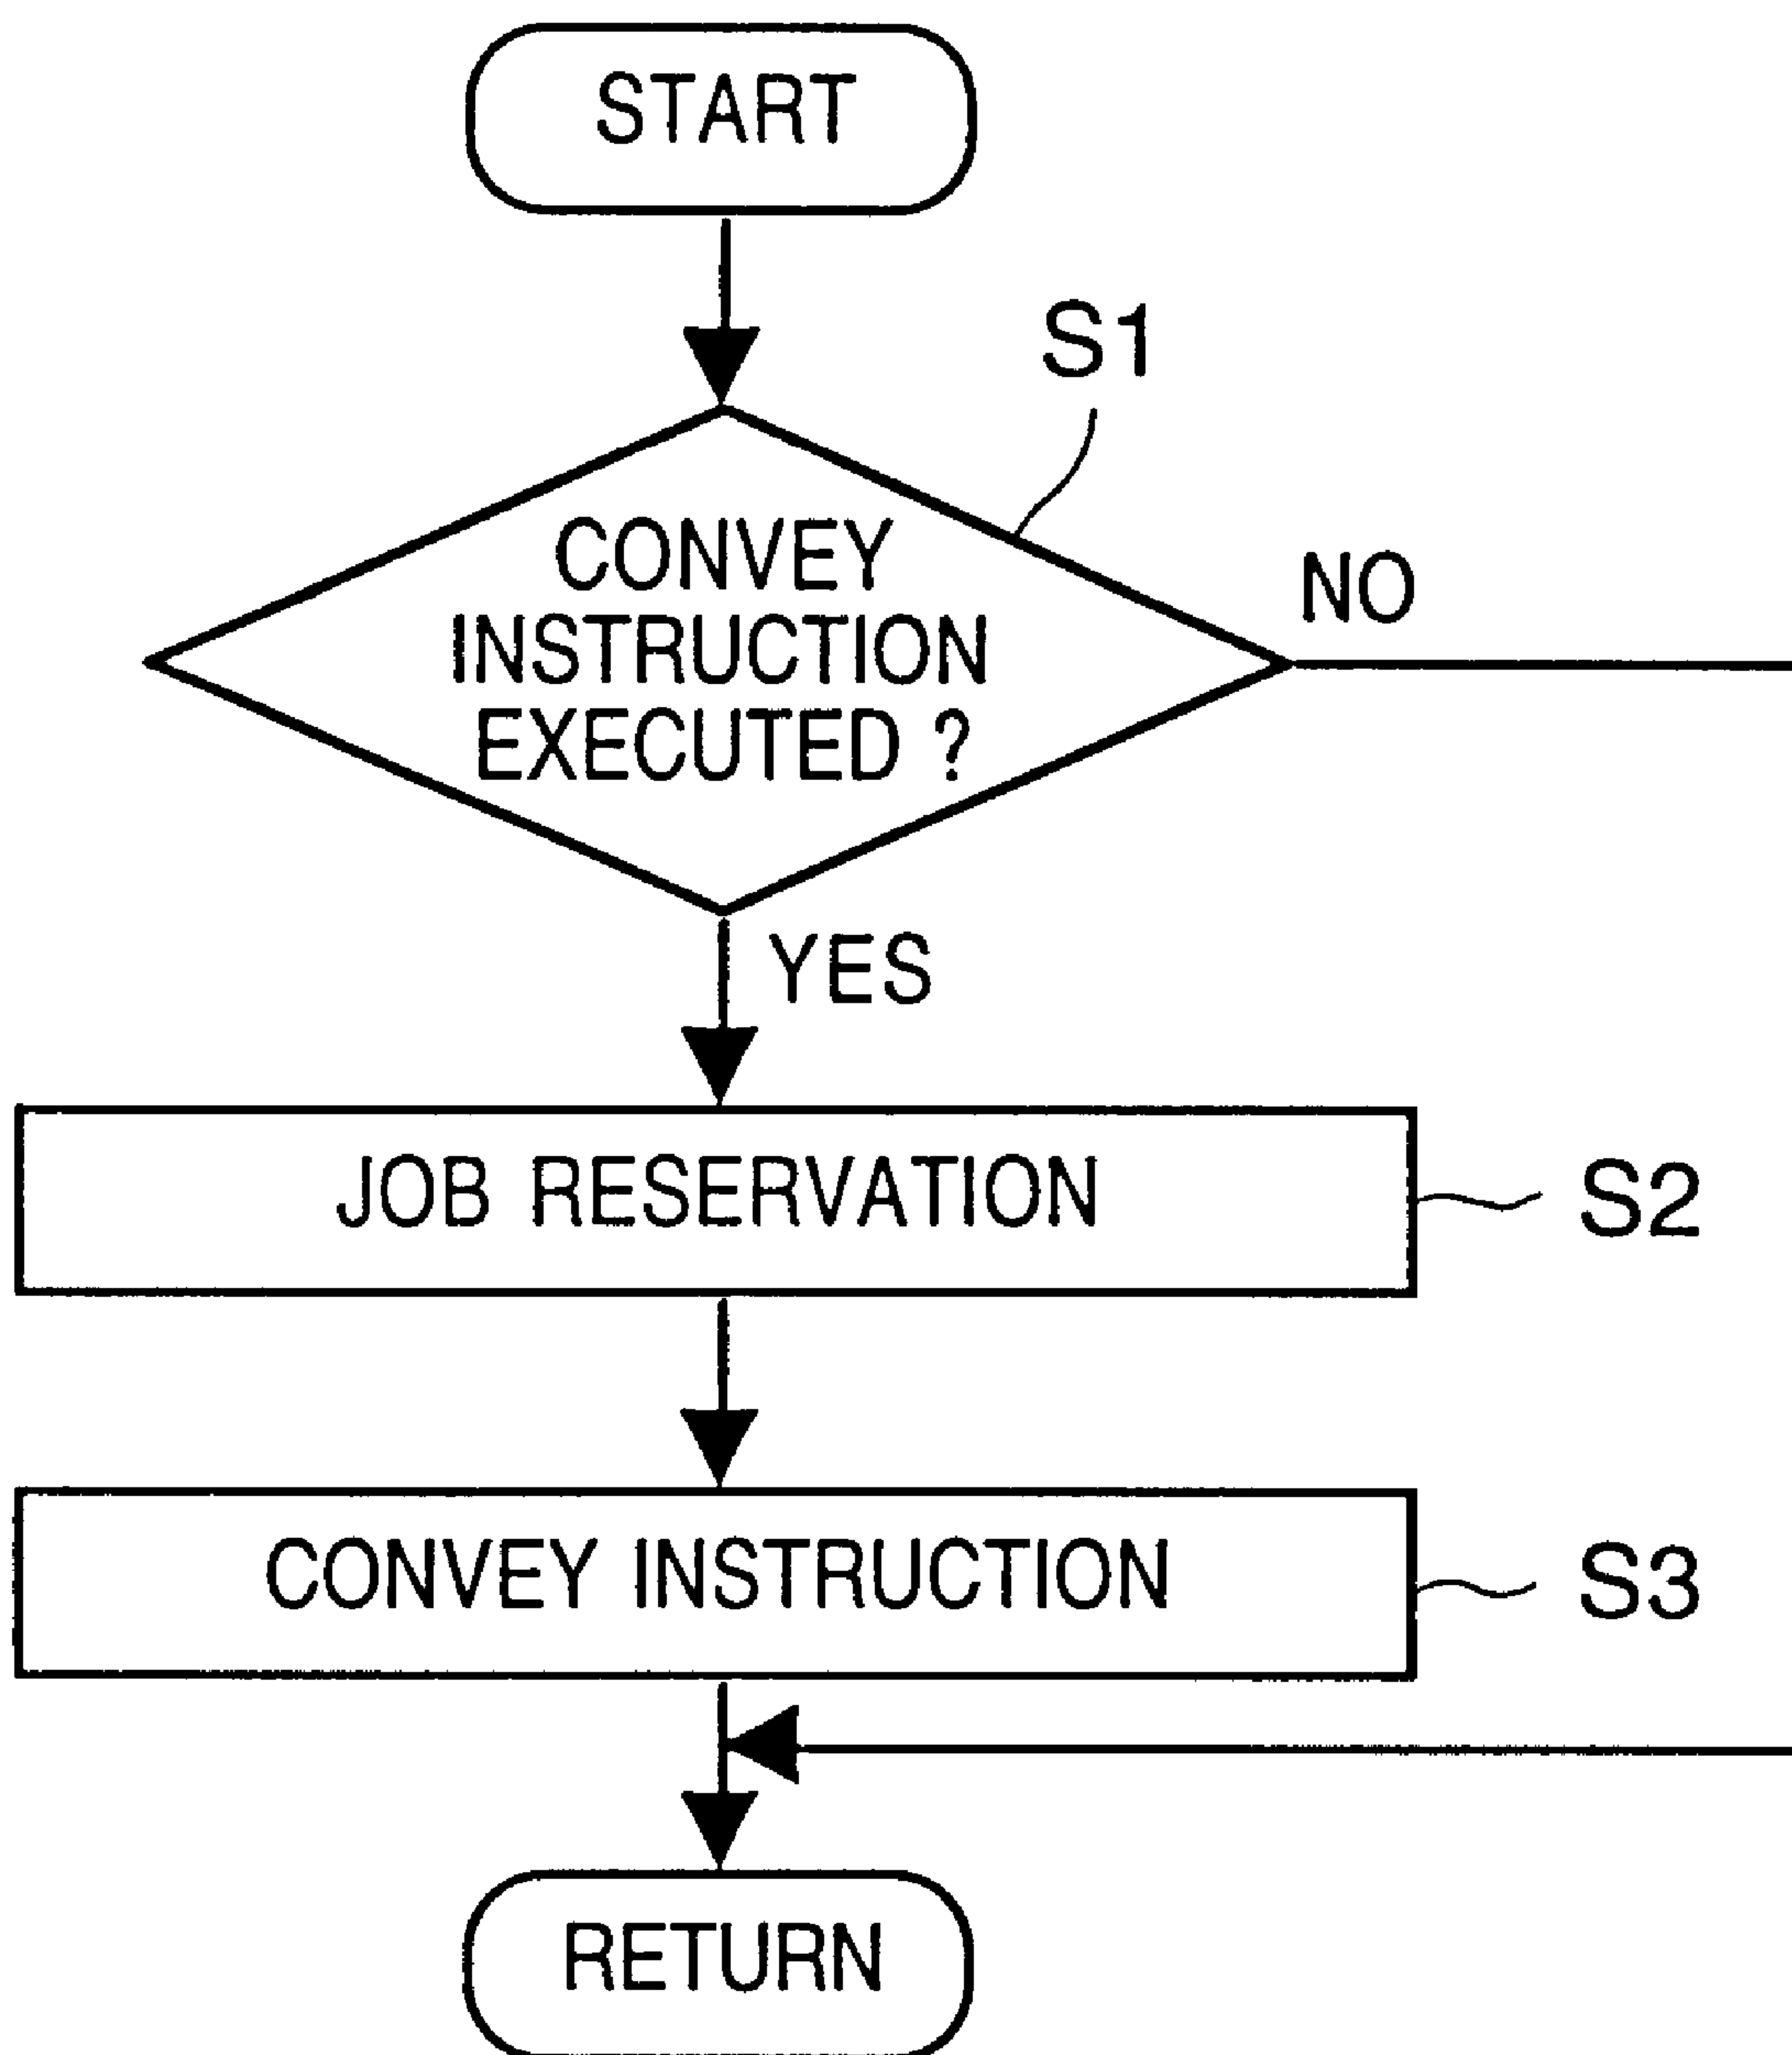 START
S1
CONVEY
INSTRUCTION
EXECUTED ?
NO
YES
JOB RESERVATION
S2
CONVEY INSTRUCTION
S3
RETURN